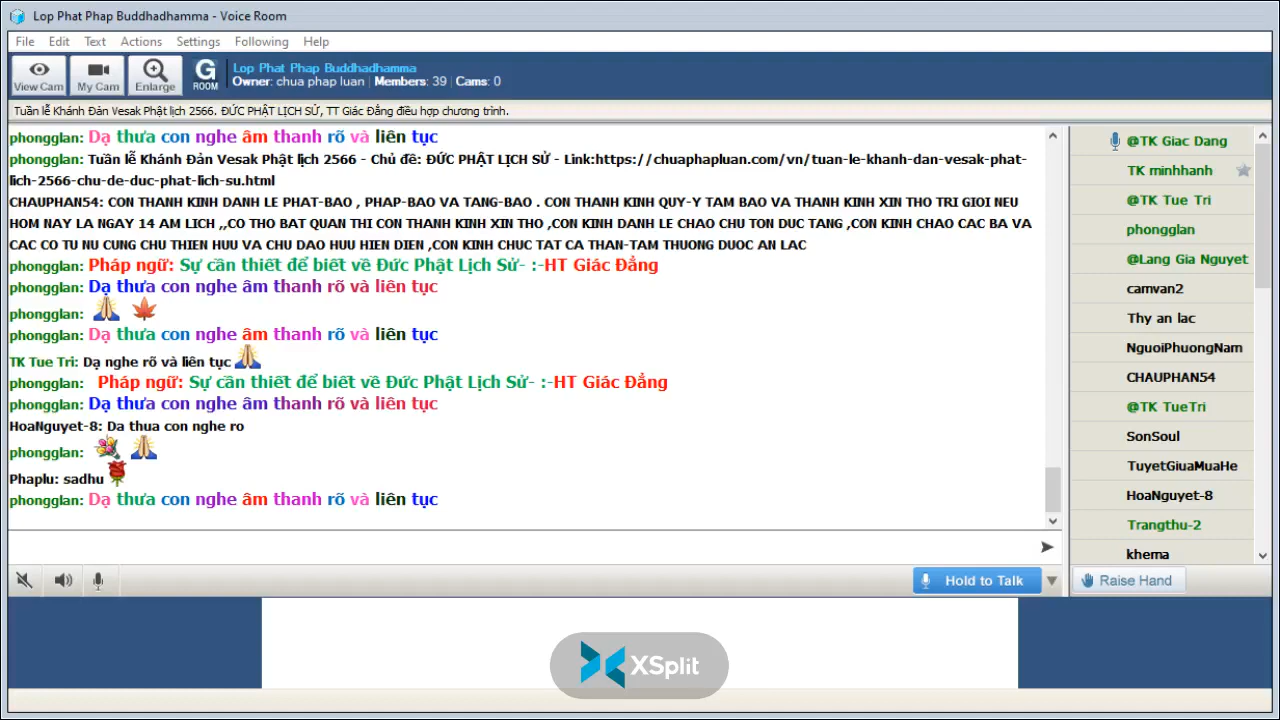 Lop Phat Phap Buddhadhamma - Voice Room
File Edit Text Actions Settings Following Help
View Cam My Cam Enlarge G ROOM
Lop Phat Phap Buddhadhamma
Owner: chua phap luan | Members: 39 | Cams: 0
Tuần lễ Khánh Đản Vesak Phật lịch 2566. ĐỨC PHẬT LỊCH SỬ, TT Giác Đẳng điều hợp chương trình.
phongglan: Dạ thưa con nghe âm thanh rõ và liên tục
phongglan: Tuần lễ Khánh Đản Vesak Phật lịch 2566 - Chủ đề: ĐỨC PHẬT LỊCH SỬ - Link:https://chuaphapluan.com/vn/tuan-le-khanh-dan-vesak-phat-
lich-2566-chu-de-duc-phat-lich-su.html
CHAUPHAN54: CON THANH KINH DANH LE PHAT-BAO , PHAP-BAO VA TANG-BAO . CON THANH KINH QUY-Y TAM BAO VA THANH KINH XIN THO TRI GIOI NEU
HOM NAY LA NGAY 14 AM LICH ,,CO THO BAT QUAN THI CON THANH KINH XIN THO ,CON KINH DANH LE CHAO CHU TON DUC TANG ,CON KINH CHAO CAC BA VA
CAC CO TU NU CUNG CHU THIEN HUU VA CHU DAO HUU HIEN DIEN ,CON KINH CHUC TAT CA THAN-TAM THUONG DUOC AN LAC
phongglan: Pháp ngữ: Sự cần thiết để biết về Đức Phật Lịch Sử- :-HT Giác Đẳng
phongglan: Dạ thưa con nghe âm thanh rõ và liên tục
phongglan:
phongglan: Dạ thưa con nghe âm thanh rõ và liên tục
TK Tue Tri: Dạ nghe rõ và liên tục
phongglan: Pháp ngữ: Sự cần thiết để biết về Đức Phật Lịch Sử- :-HT Giác Đẳng
phongglan: Dạ thưa con nghe âm thanh rõ và liên tục
HoaNguyet-8: Da thua con nghe ro
phongglan:
Phaplu: sadhu
phongglan: Dạ thưa con nghe âm thanh rõ và liên tục
@TK Giac Dang
TK minhhanh
@TK Tue Tri
phongglan
@Lang Gia Nguyet
camvan2
Thy an lac
NguoiPhuongNam
CHAUPHAN54
@TK TueTri
SonSoul
TuyetGiuaMuaHe
HoaNguyet-8
Trangthu-2
khema
Hold to Talk
Raise Hand
XSplit